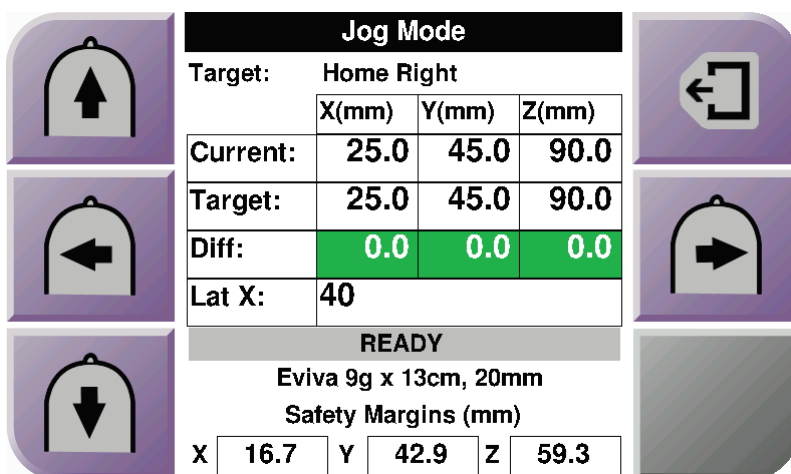 Jog Mode
Target: Home Right
X(mm) Y(mm) Z(mm)
Current: 25.0 45.0 90.0
Target: 25.0 45.0 90.0
Diff: 0.0 0.0 0.0
Lat X: 40
READY
Eviva 9g x 13cm, 20mm
Safety Margins (mm)
X 16.7 Y 42.9 Z 59.3